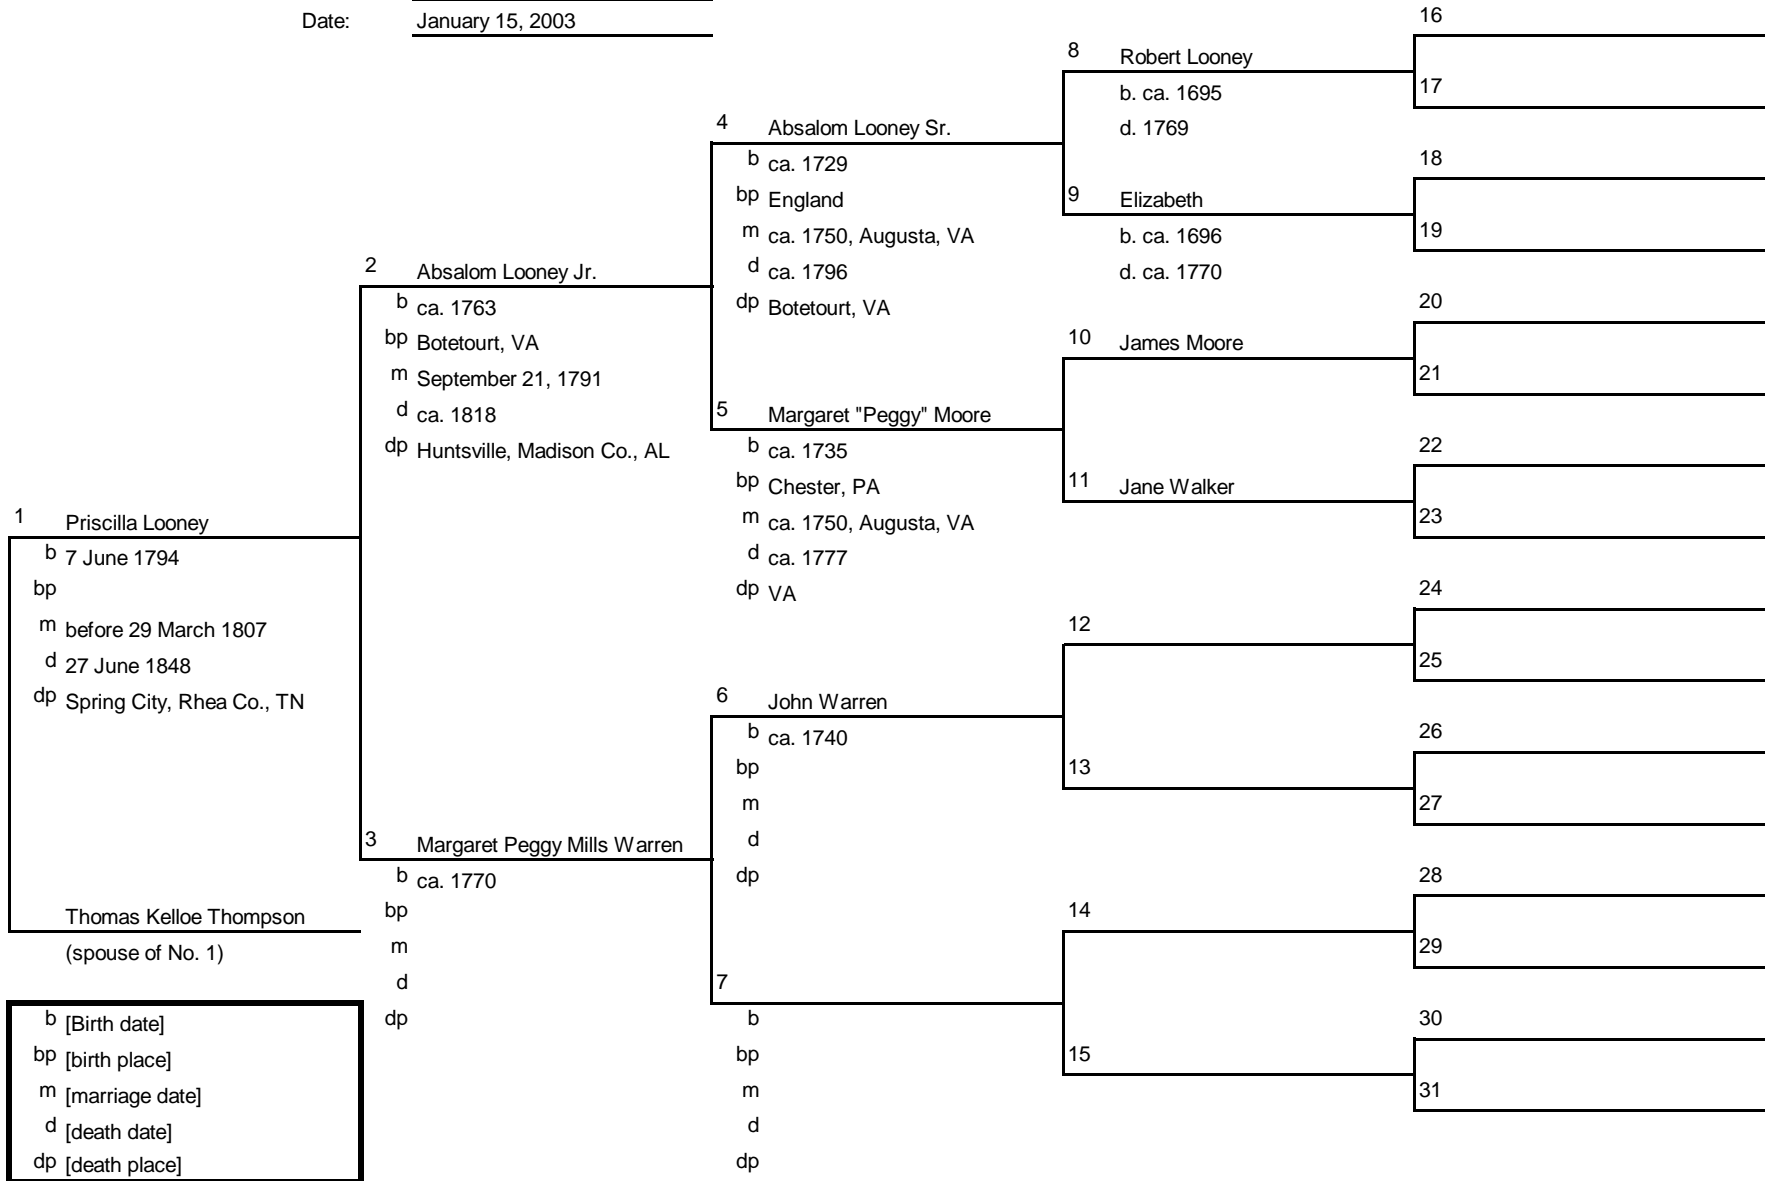 Date: January 15, 2003
1 Priscilla Looney
b 7 June 1794
bp
m before 29 March 1807
d 27 June 1848
dp Spring City, Rhea Co., TN
Thomas Kelloe Thompson
(spouse of No. 1)
b [Birth date]
bp [birth place]
m [marriage date]
d [death date]
dp [death place]
2 Absalom Looney Jr.
b ca. 1763
bp Botetourt, VA
m September 21, 1791
d ca. 1818
dp Huntsville, Madison Co., AL
3 Margaret Peggy Mills Warren
b ca. 1770
bp
m
d
dp
4 Absalom Looney Sr.
b ca. 1729
bp England
m ca. 1750, Augusta, VA
d ca. 1796
dp Botetourt, VA
5 Margaret "Peggy" Moore
b ca. 1735
bp Chester, PA
m ca. 1750, Augusta, VA
d ca. 1777
dp VA
6 John Warren
b ca. 1740
bp
m
d
dp
7
b
bp
m
d
dp
8 Robert Looney
b. ca. 1695
d. 1769
9 Elizabeth
b. ca. 1696
d. ca. 1770
10 James Moore
11 Jane Walker
12
13
14
15
16
17
18
19
20
21
22
23
24
25
26
27
28
29
30
31